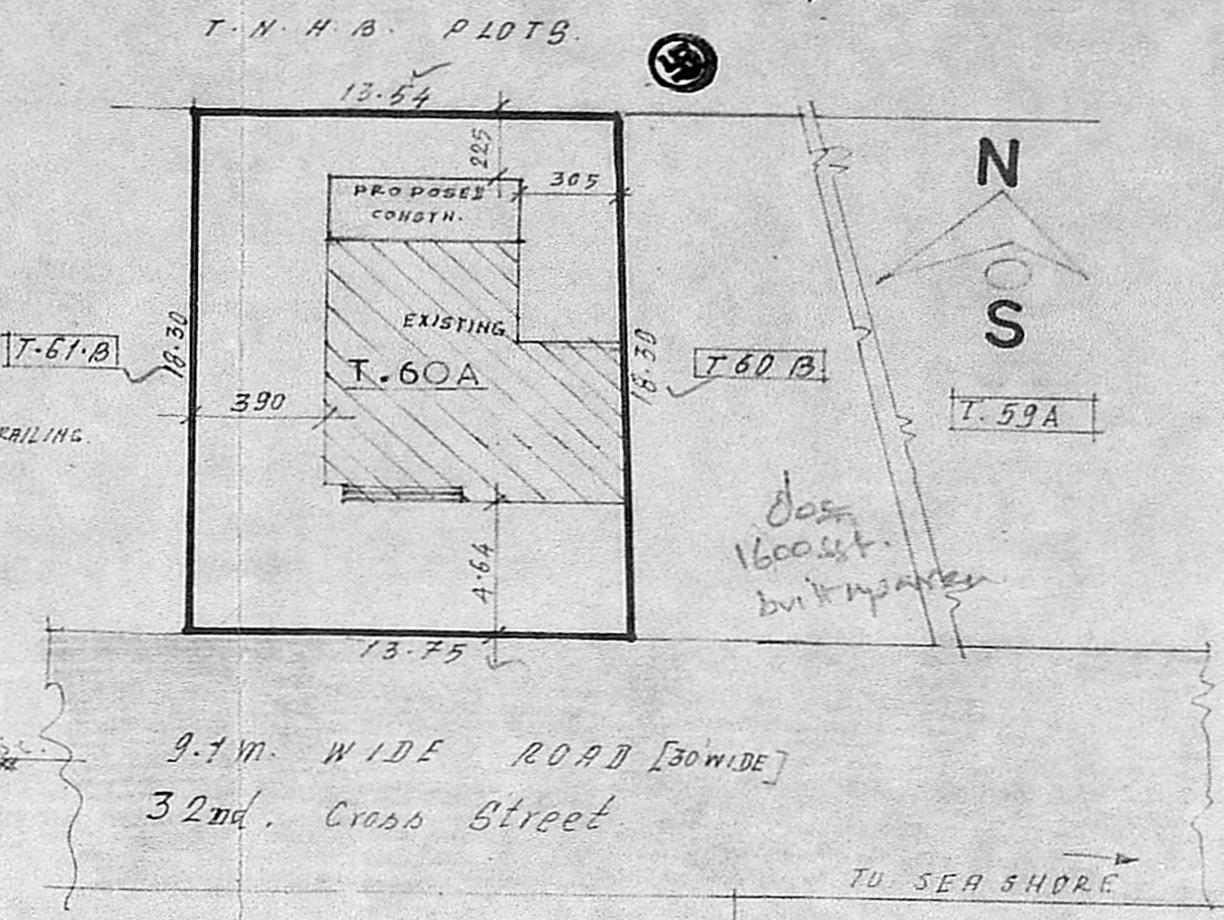 T.N.H.B. PLOTS.
13.54
225
N
305
PROPOSED
CONSTN.
EXISTING
S
T.61.B
18.30
18.30
T 60 B
T.60A
390
T. 59A
RAILING.
1600 sft.
4.64
13.75
9.1 m. WIDE ROAD [30' WIDE]
32nd. Cross Street
TO SEA SHORE